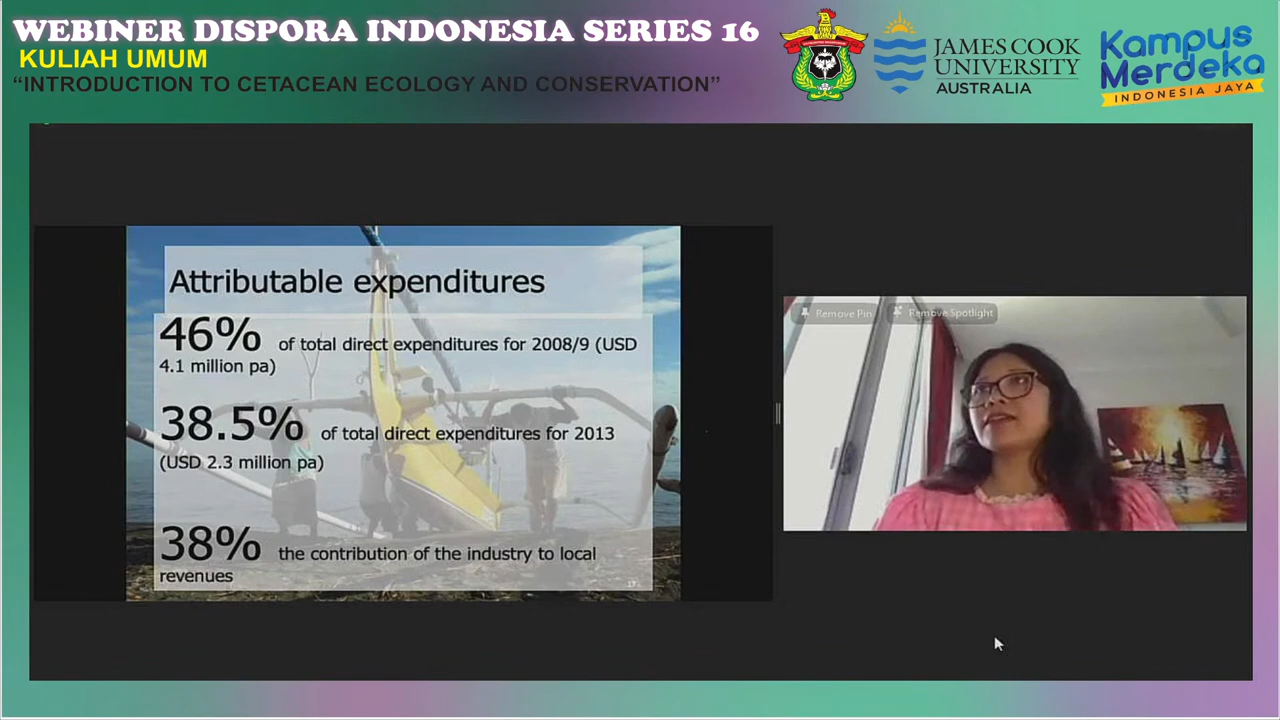 WEBINER DISPORA INDONESIA SERIES 16
KULIAH UMUM
“INTRODUCTION TO CETACEAN ECOLOGY AND CONSERVATION”
JAMES COOK
UNIVERSITY
AUSTRALIA
Kampus
Merdeka
INDONESIA JAYA
Attributable expenditures
46% of total direct expenditures for 2008/9 (USD
4.1 million pa)
38.5% of total direct expenditures for 2013
(USD 2.3 million pa)
38% the contribution of the industry to local
revenues
17
Remove Pin
Remove Spotlight